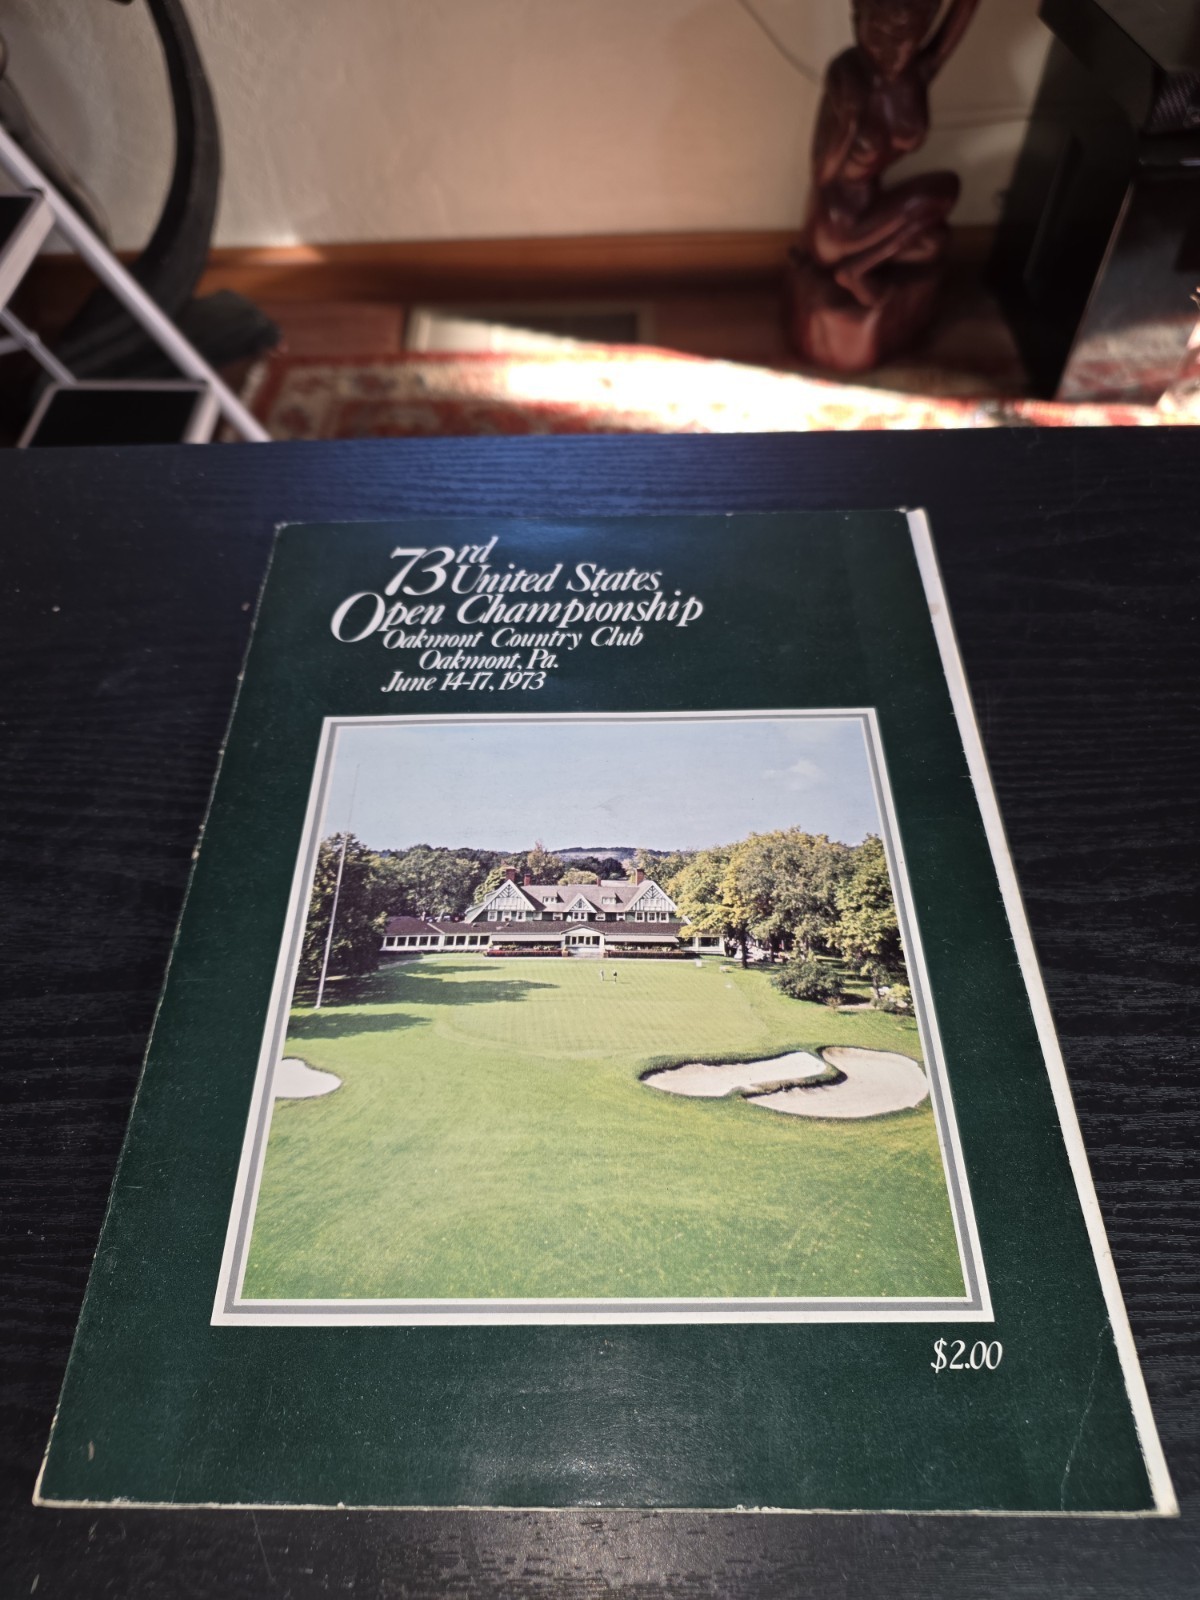 73rd
United States
Open Championship
Oakmont Country Club
Oakmont, Pa.
June 14-17, 1973
$2.00